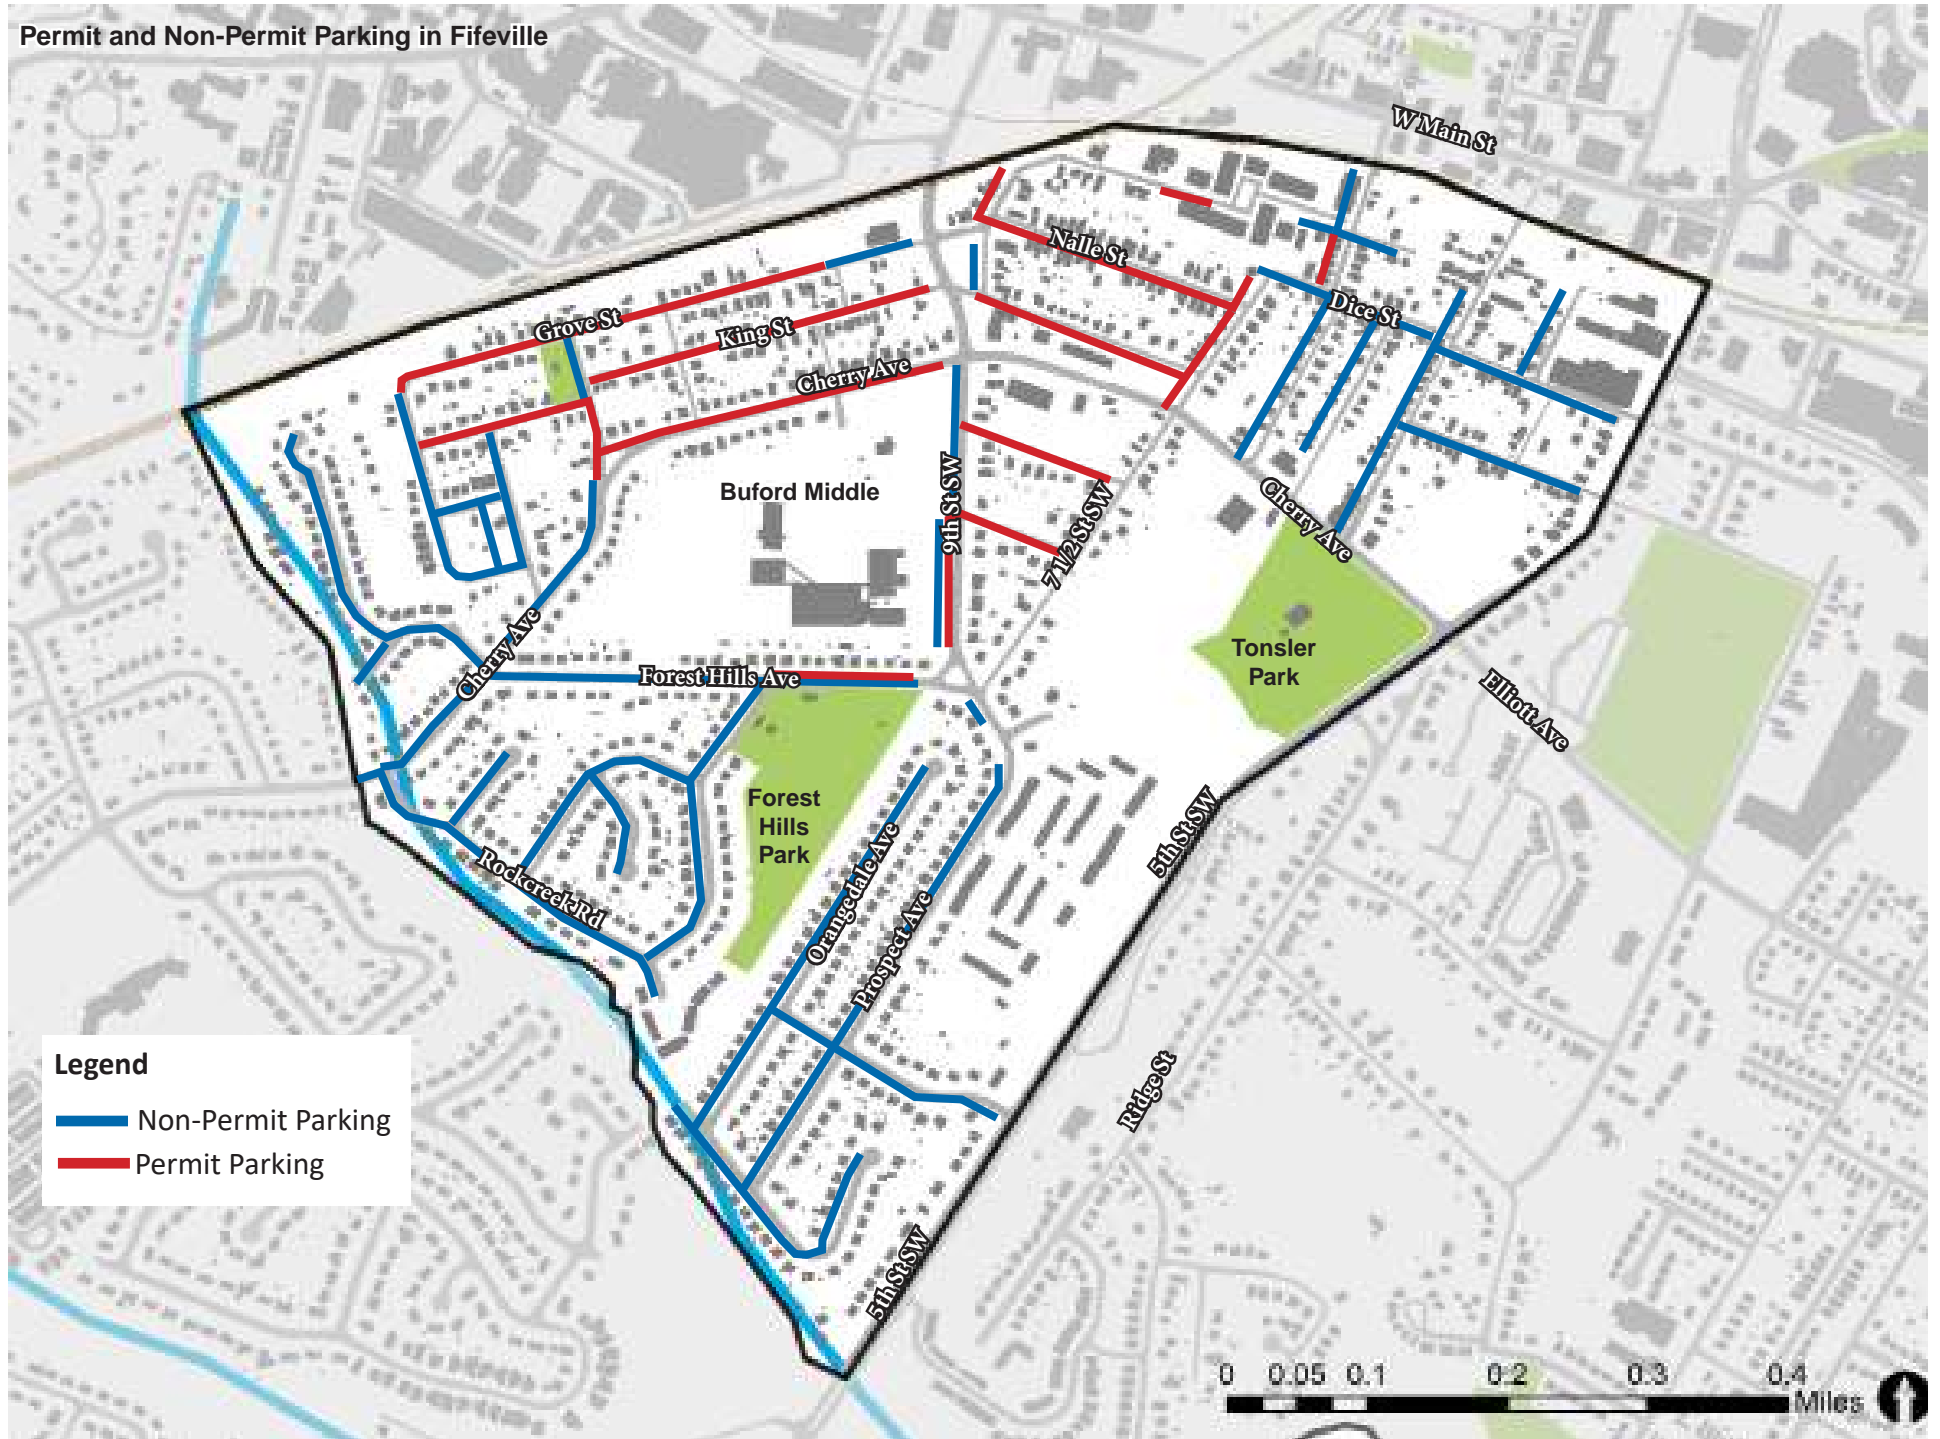 Permit and Non-Permit Parking in Fifeville
W Main St
Nalle St
Dice St
Grove St
King St
Cherry Ave
Buford Middle
9th St SW
7 1/2 St SW
Cherry Ave
Cherry Ave
Forest Hills Ave
Tonsler
Park
Elliott Ave
Forest
Hills
Park
5th St SW
Orangedale Ave
Rockcreek Rd
Prospect Ave
Ridge St
5th St SW
Legend
Non-Permit Parking
Permit Parking
0 0.05 0.1 0.2 0.3 0.4
Miles